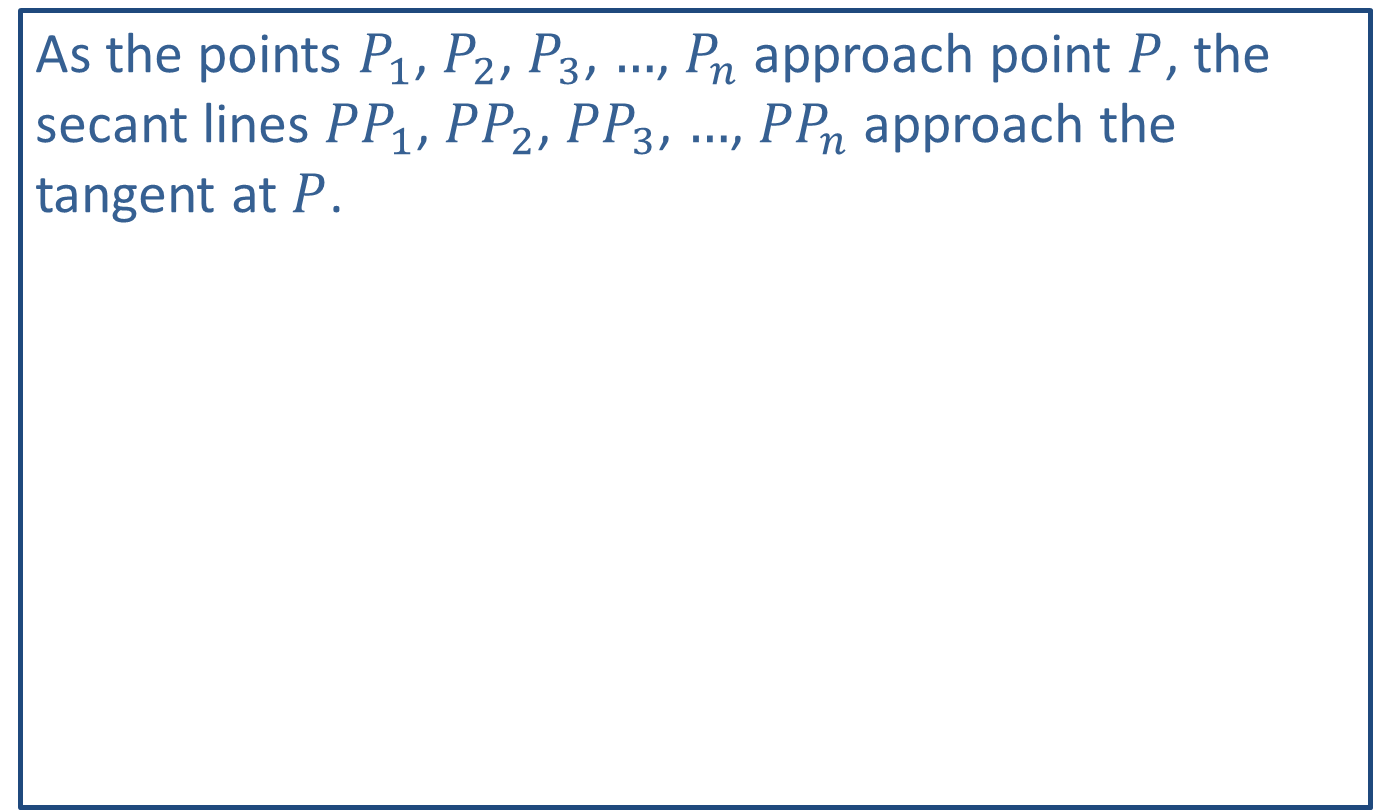 As the points P₁, P₂, P₃, ..., Pₙ approach point P, the
secant lines PP₁, PP₂, PP₃, ..., PPₙ approach the
tangent at P.